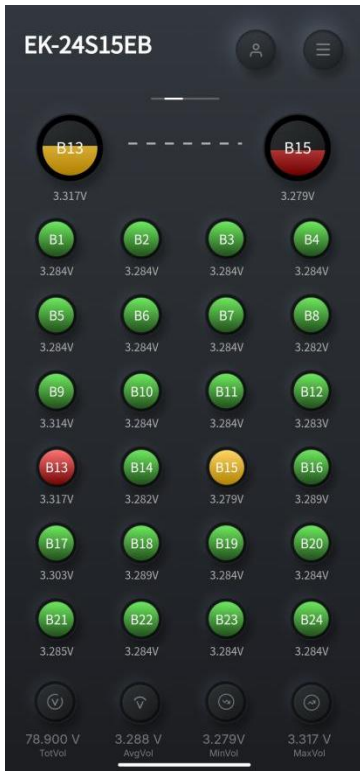 EK-24S15EB
B13 B15
3.317V 3.279V
B1 B2 B3 B4
3.284V 3.284V 3.284V 3.284V
B5 B6 B7 B8
3.284V 3.284V 3.284V 3.282V
B9 B10 B11 B12
3.314V 3.284V 3.284V 3.283V
B13 B14 B15 B16
3.317V 3.282V 3.279V 3.289V
B17 B18 B19 B20
3.303V 3.289V 3.284V 3.284V
B21 B22 B23 B24
3.285V 3.284V 3.284V 3.284V
78.900 V 3.288 V 3.279V 3.317 V
TotVol AvgVol MinVol MaxVol